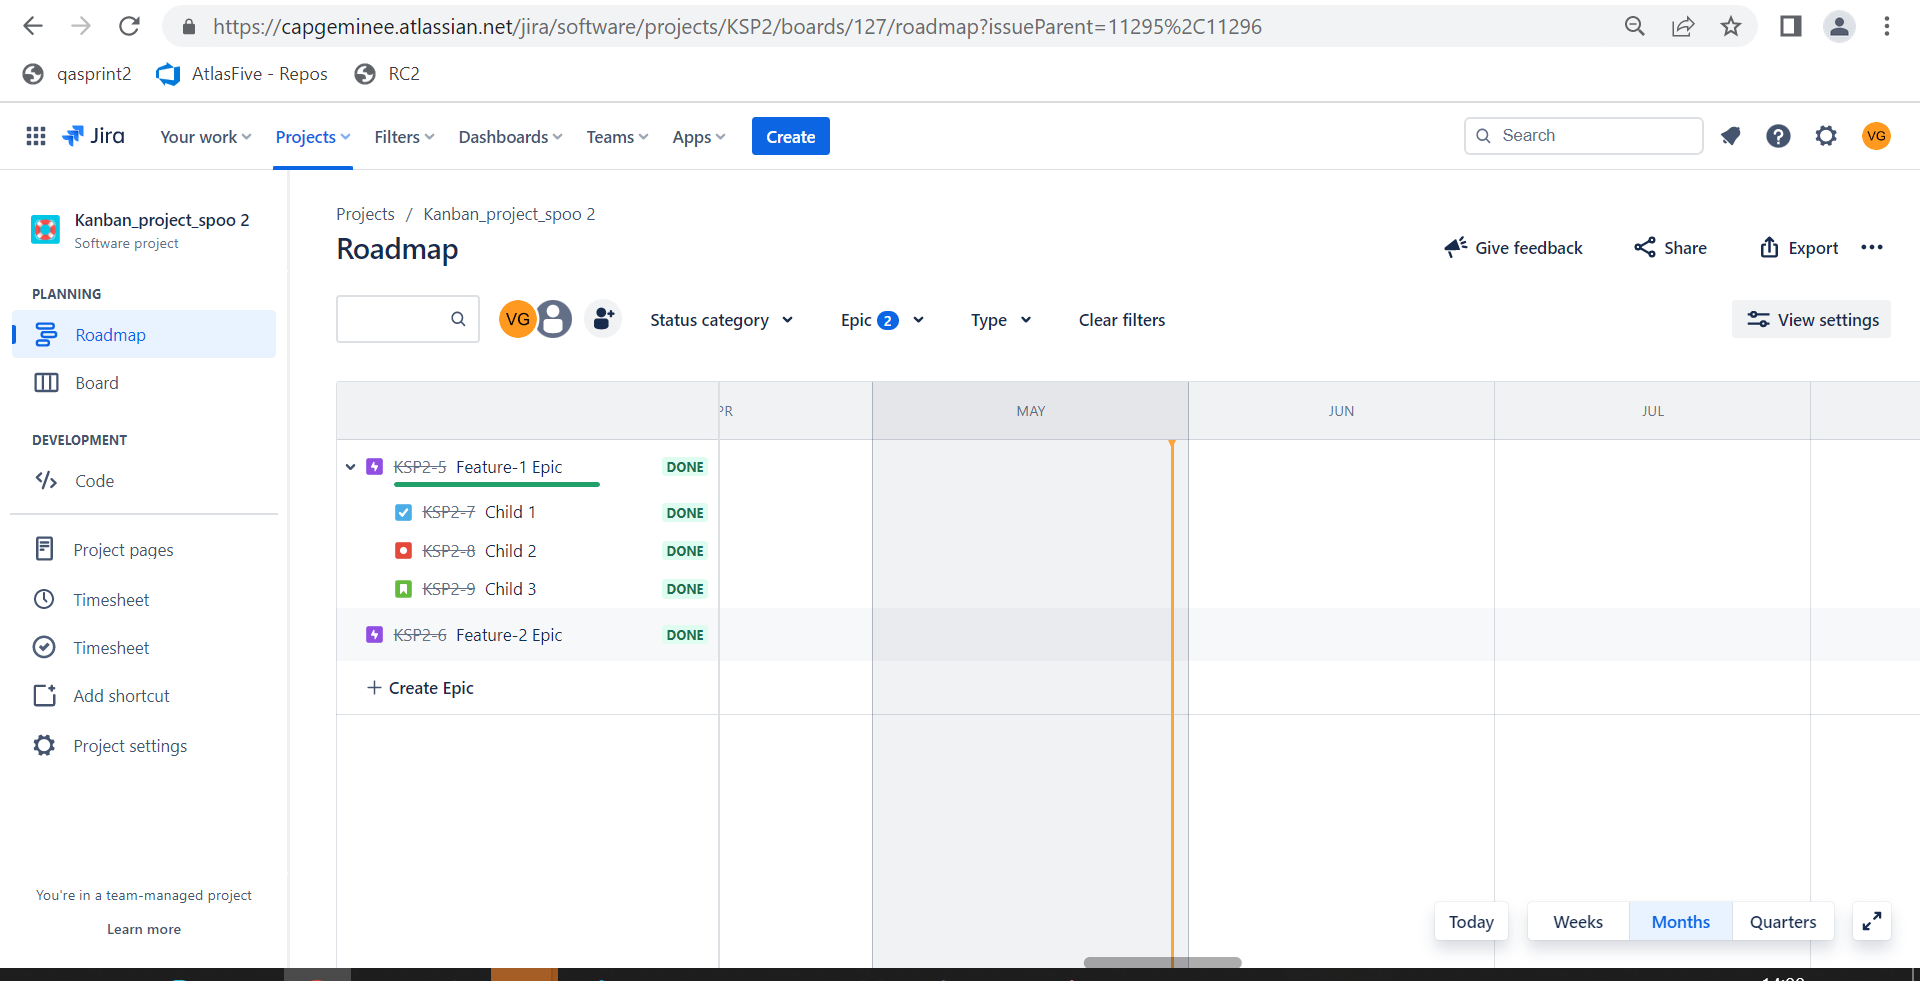 https://capgeminee.atlassian.net/jira/software/projects/KSP2/boards/127/roadmap?issueParent=11295%2C11296
qasprint2 AtlasFive - Repos RC2
Jira Your work Projects Filters Dashboards Teams Apps Create Search VG
Kanban_project_spoo 2
Software project
PLANNING
Roadmap
Board
DEVELOPMENT
Code
Project pages
Timesheet
Timesheet
Add shortcut
Project settings
You're in a team-managed project
Learn more
Projects / Kanban_project_spoo 2
Roadmap
Give feedback Share Export
VG Status category Epic 2 Type Clear filters View settings
PR MAY JUN JUL
KSP2-5 Feature-1 Epic DONE
KSP2-7 Child 1 DONE
KSP2-8 Child 2 DONE
KSP2-9 Child 3 DONE
KSP2-6 Feature-2 Epic DONE
+ Create Epic
Today Weeks Months Quarters